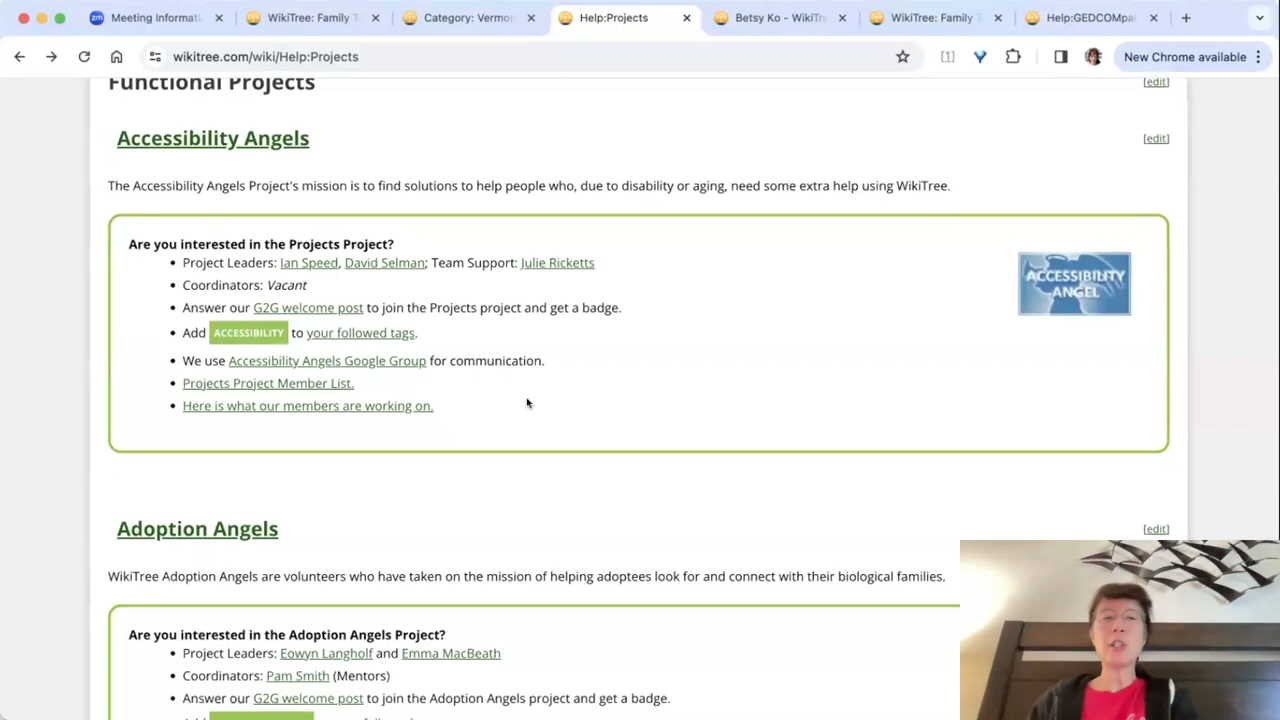 Meeting Informati
WikiTree: Family T
Category: Vermo
Help:Projects
Betsy Ko - WikiTr
WikiTree: Family
Help:GEDCOMpa
wikitree.com/wiki/Help:Projects
New Chrome available
Functional Projects
[edit]
Accessibility Angels
[edit]
The Accessibility Angels Project's mission is to find solutions to help people who, due to disability or aging, need some extra help using WikiTree.
Are you interested in the Projects Project?
• Project Leaders: Ian Speed, David Selman; Team Support: Julie Ricketts
• Coordinators: Vacant
• Answer our G2G welcome post to join the Projects project and get a badge.
• Add ACCESSIBILITY to your followed tags.
• We use Accessibility Angels Google Group for communication.
• Projects Project Member List.
• Here is what our members are working on.
ACCESSIBILITY
ANGEL
Adoption Angels
[edit]
WikiTree Adoption Angels are volunteers who have taken on the mission of helping adoptees look for and connect with their biological families.
Are you interested in the Adoption Angels Project?
• Project Leaders: Eowyn Langholf and Emma MacBeath
• Coordinators: Pam Smith (Mentors)
• Answer our G2G welcome post to join the Adoption Angels project and get a badge.